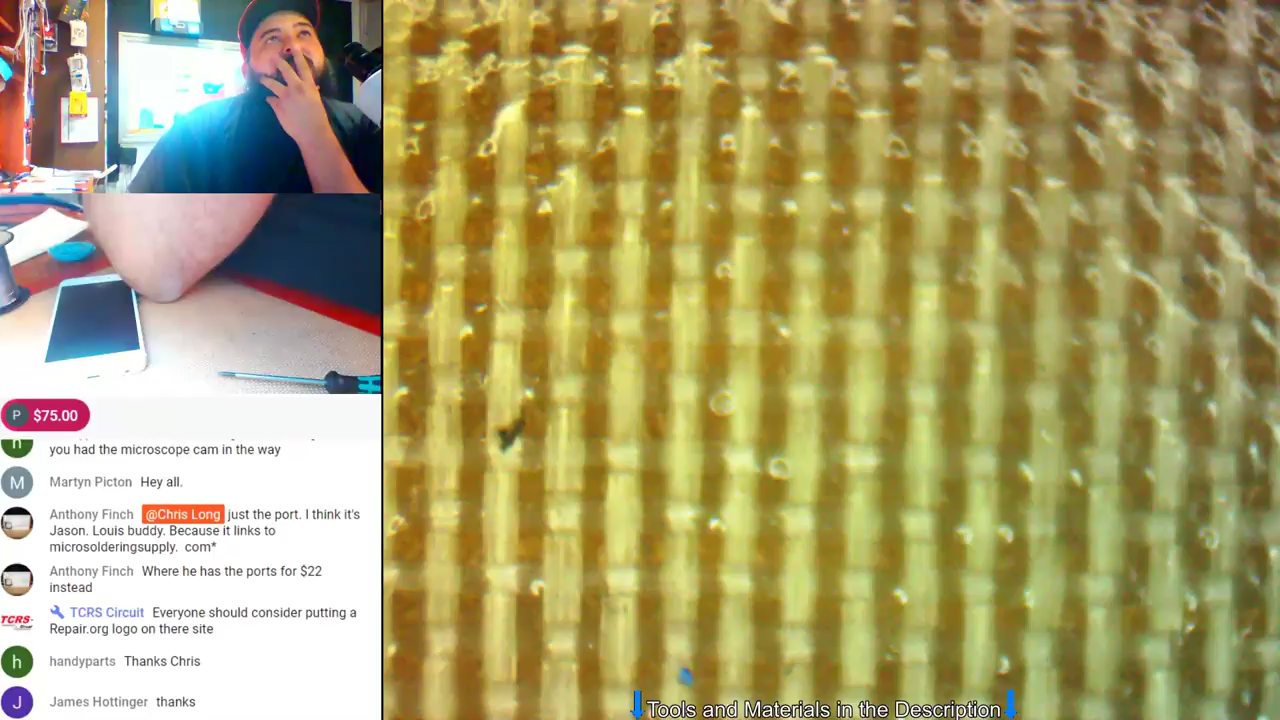 P $75.00
you had the microscope cam in the way
M Martyn Picton Hey all.
Anthony Finch @Chris Long just the port. I think it's
Jason. Louis buddy. Because it links to
microsolderingsupply. com*
Anthony Finch Where he has the ports for $22
instead
TCRS TCRS Circuit Everyone should consider putting a
Repair.org logo on there site
h handyparts Thanks Chris
J James Hottinger thanks
Tools and Materials in the Description